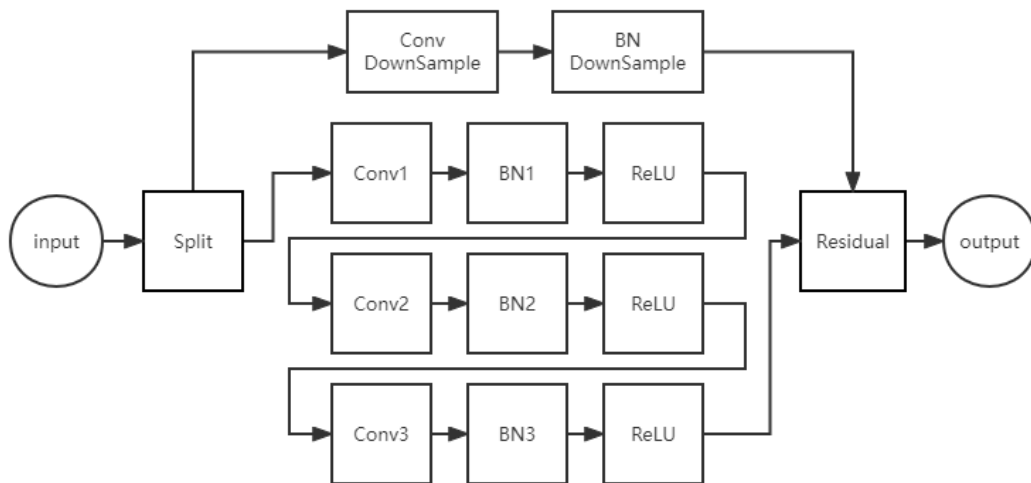 Conv
DownSample
BN
DownSample
Conv1
BN1
ReLU
input
Split
Residual
output
Conv2
BN2
ReLU
Conv3
BN3
ReLU